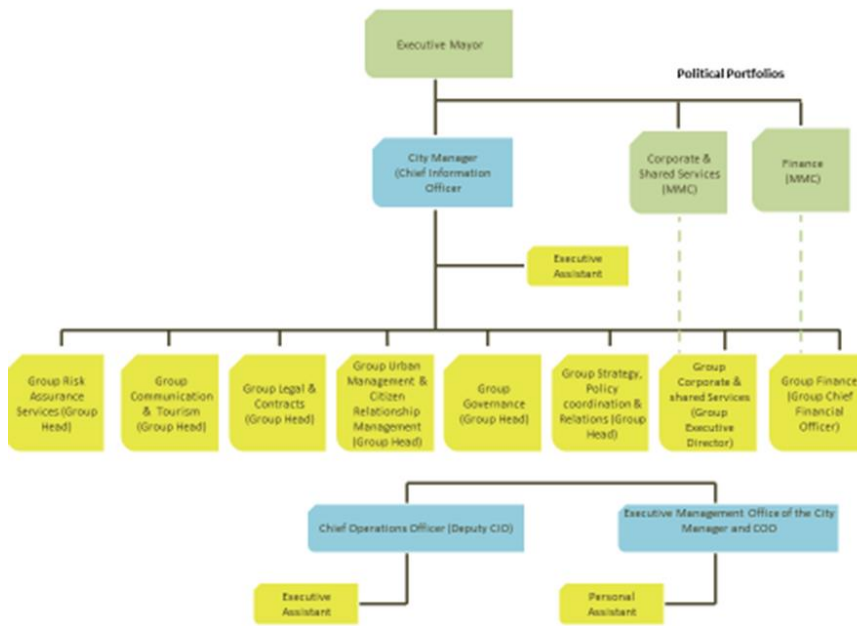 Executive Mayor
Political Portfolios
City Manager
(Chief Information
Officer
Corporate &
Shared Services
(MMC)
Finance
(MMC)
Executive
Assistant
Group Risk
Assurance
Services (Group
Head)
Group
Communication
& Tourism
(Group Head)
Group Legal &
Contracts
(Group Head)
Group Urban
Management &
Citizen
Relationship
Management
(Group Head)
Group
Governance
(Group Head)
Group Strategy,
Policy
coordination &
Relations (Group
Head)
Group
Corporate &
shared Services
(Group
Executive
Director)
Group Finance
(Group Chief
Financial
Officer)
Chief Operations Officer (Deputy CIO)
Executive Management Office of the City
Manager and COO
Executive
Assistant
Personal
Assistant